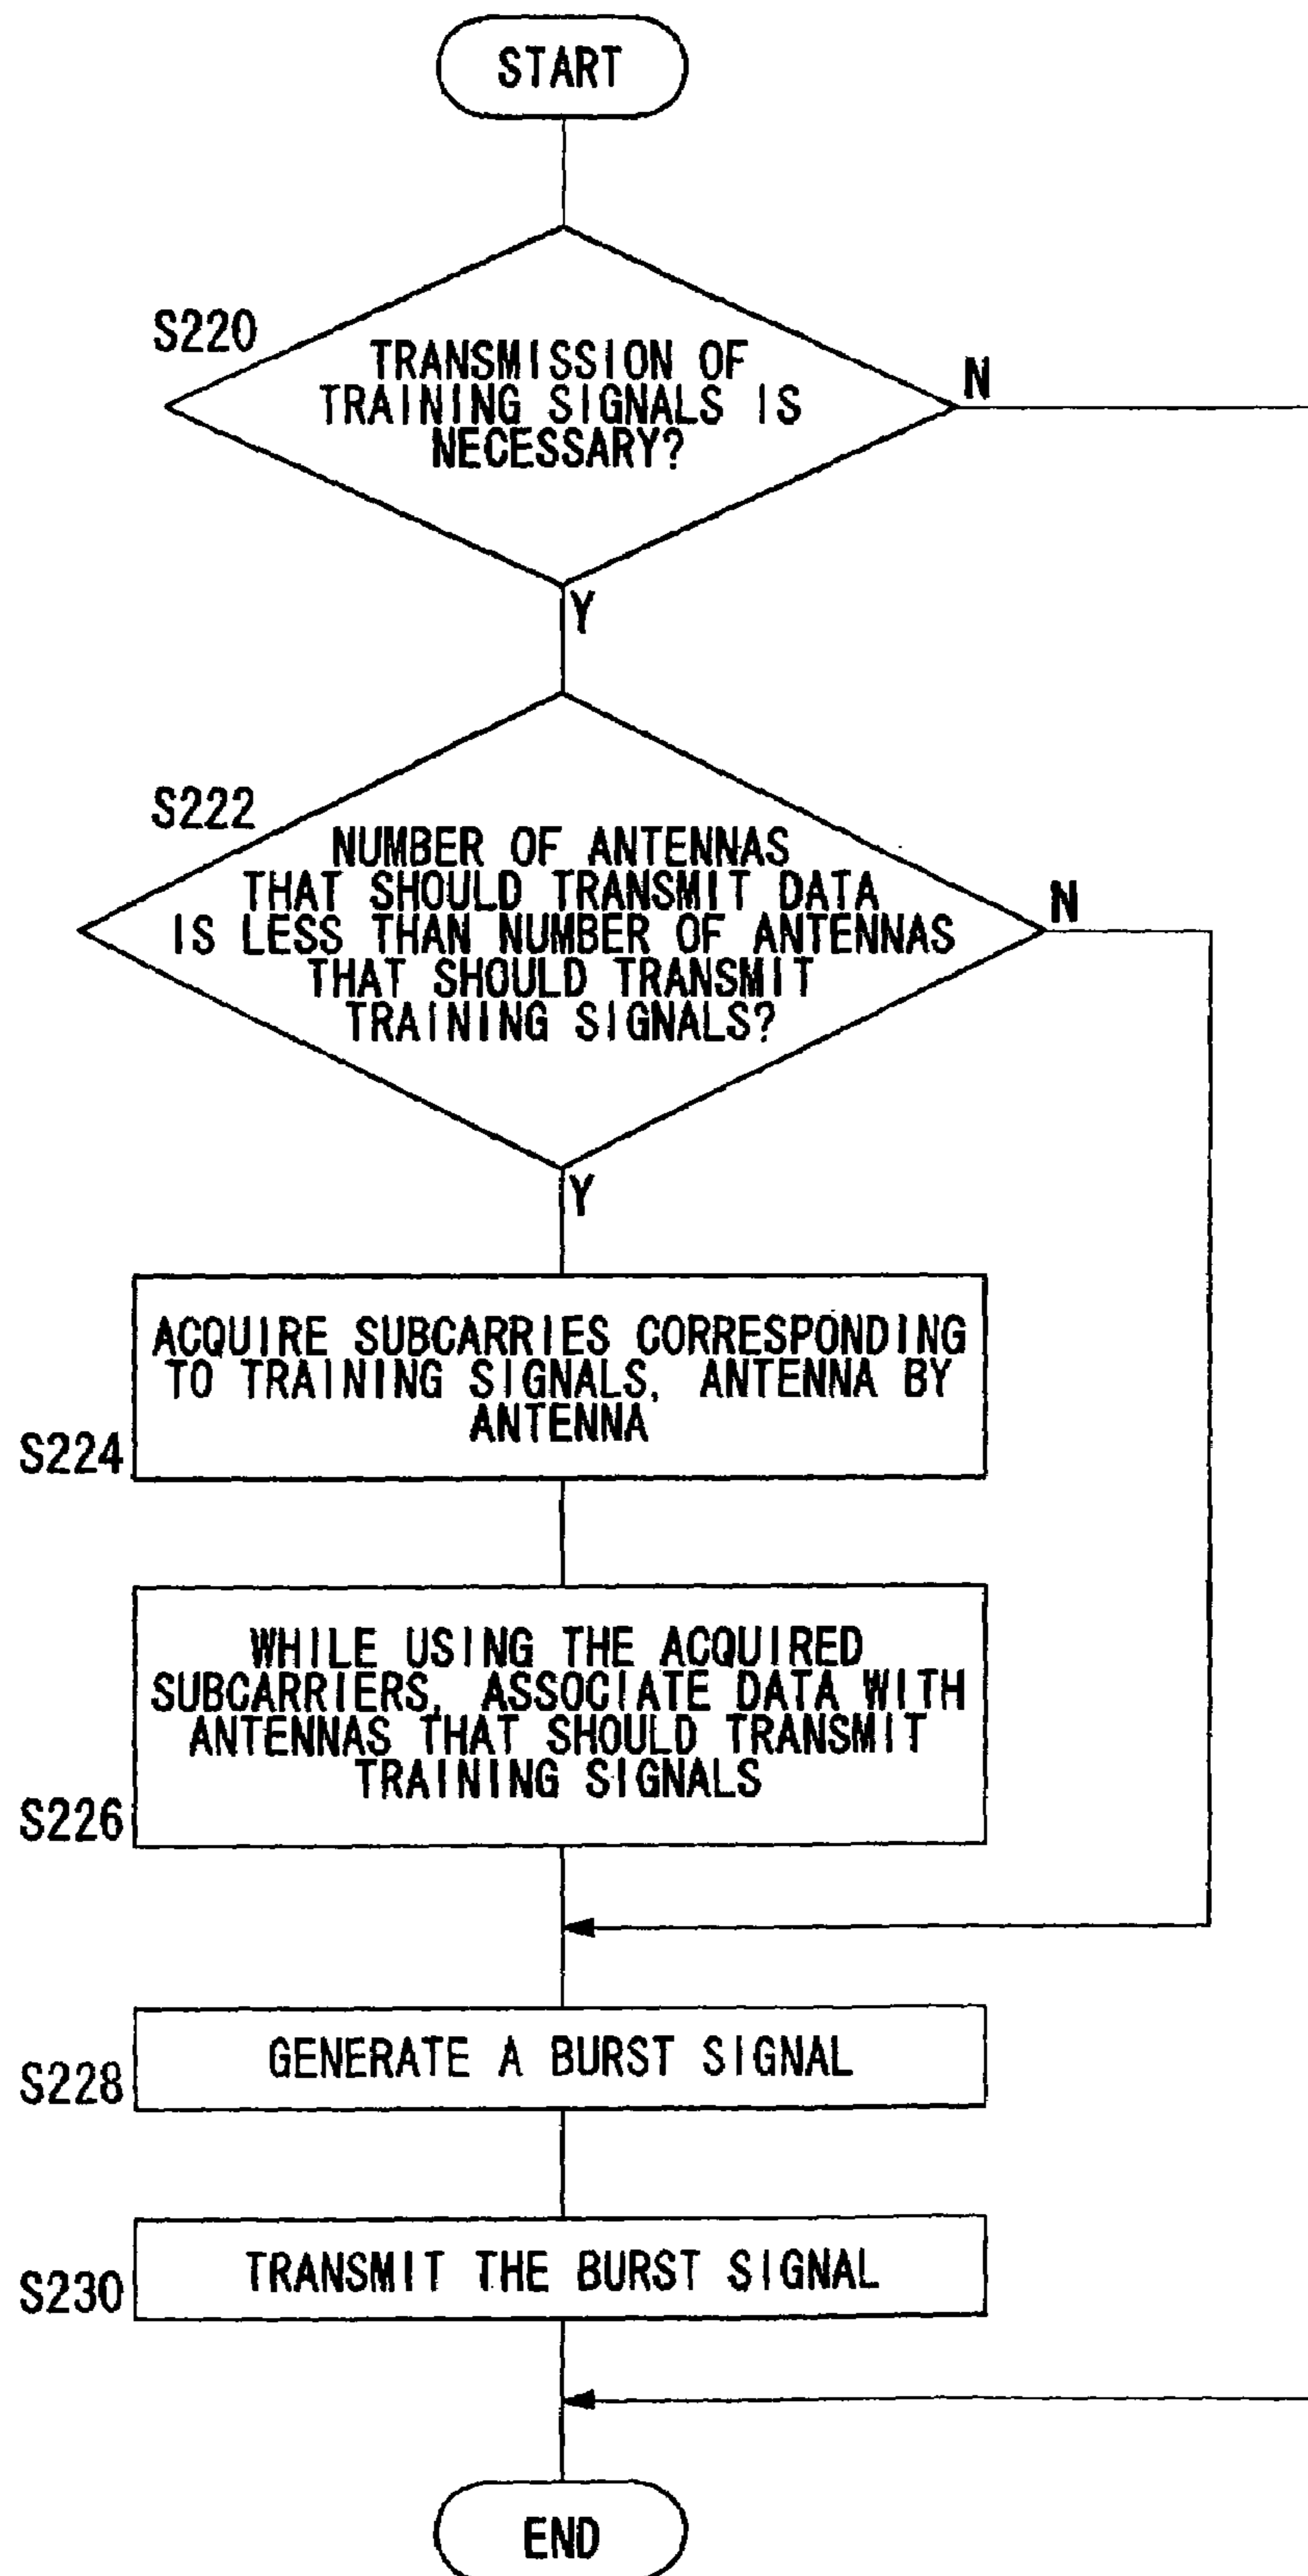 START
S220
TRANSMISSION OF
TRAINING SIGNALS IS
NECESSARY?
N
Y
S222
NUMBER OF ANTENNAS
THAT SHOULD TRANSMIT DATA
IS LESS THAN NUMBER OF ANTENNAS
THAT SHOULD TRANSMIT
TRAINING SIGNALS?
N
Y
ACQUIRE SUBCARRIES CORRESPONDING
TO TRAINING SIGNALS, ANTENNA BY
ANTENNA
S224
WHILE USING THE ACQUIRED
SUBCARRIERS, ASSOCIATE DATA WITH
ANTENNAS THAT SHOULD TRANSMIT
TRAINING SIGNALS
S226
GENERATE A BURST SIGNAL
S228
TRANSMIT THE BURST SIGNAL
S230
END